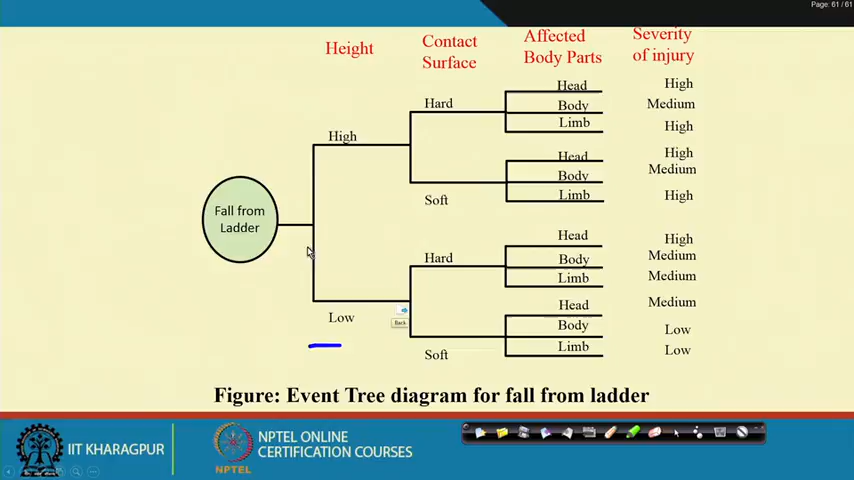 Page: 61 / 61
Height
Contact
Surface
Affected
Body Parts
Severity
of injury
Head
High
Hard
Body
Medium
Limb
High
High
Head
High
Body
Medium
Soft
Limb
High
Fall from
Ladder
Head
High
Hard
Body
Medium
Limb
Medium
Low
Head
Medium
Back
Body
Low
Soft
Limb
Low
Figure: Event Tree diagram for fall from ladder
IIT KHARAGPUR
NPTEL
NPTEL ONLINE
CERTIFICATION COURSES